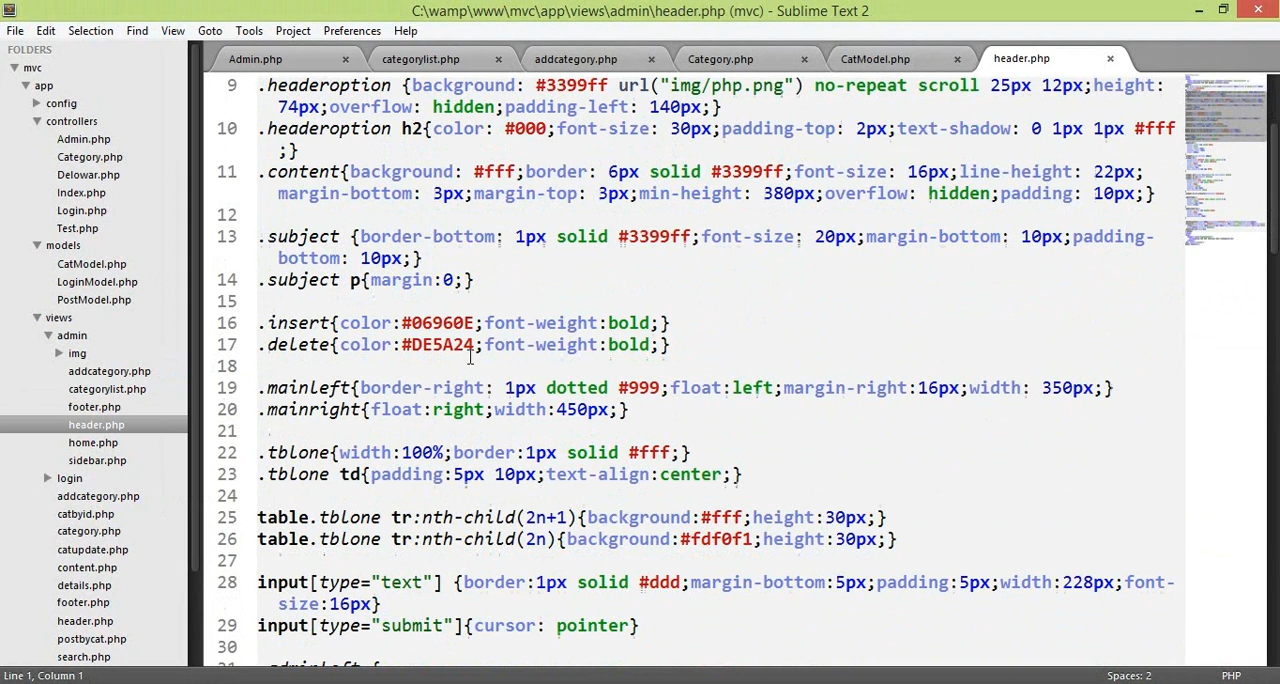 C:\wamp\www\mvc\app\views\admin\header.php (mvc) - Sublime Text 2
File Edit Selection Find View Goto Tools Project Preferences Help
FOLDERS
mvc
app
config
controllers
Admin.php
Category.php
Delowar.php
Index.php
Login.php
Test.php
models
CatModel.php
LoginModel.php
PostModel.php
views
admin
img
addcategory.php
categorylist.php
footer.php
header.php
home.php
sidebar.php
login
addcategory.php
catbyid.php
category.php
catupdate.php
content.php
details.php
footer.php
header.php
postbycat.php
search.php
Admin.php categorylist.php addcategory.php Category.php CatModel.php header.php
9 .headeroption {background: #3399ff url("img/php.png") no-repeat scroll 25px 12px;height:
74px;overflow: hidden;padding-left: 140px;}
10 .headeroption h2{color: #000;font-size: 30px;padding-top: 2px;text-shadow: 0 1px 1px #fff
;}
11 .content{background: #fff;border: 6px solid #3399ff;font-size: 16px;line-height: 22px;
margin-bottom: 3px;margin-top: 3px;min-height: 380px;overflow: hidden;padding: 10px;}
12
13 .subject {border-bottom: 1px solid #3399ff;font-size: 20px;margin-bottom: 10px;padding-
bottom: 10px;}
14 .subject p{margin:0;}
15
16 .insert{color:#06960E;font-weight:bold;}
17 .delete{color:#DE5A24;font-weight:bold;}
18
19 .mainleft{border-right: 1px dotted #999;float:left;margin-right:16px;width: 350px;}
20 .mainright{float:right;width:450px;}
21
22 .tblone{width:100%;border:1px solid #fff;}
23 .tblone td{padding:5px 10px;text-align:center;}
24
25 table.tblone tr:nth-child(2n+1){background:#fff;height:30px;}
26 table.tblone tr:nth-child(2n){background:#fdf0f1;height:30px;}
27
28 input[type="text"] {border:1px solid #ddd;margin-bottom:5px;padding:5px;width:228px;font-
size:16px}
29 input[type="submit"]{cursor: pointer}
30
Line 1, Column 1
Spaces: 2
PHP